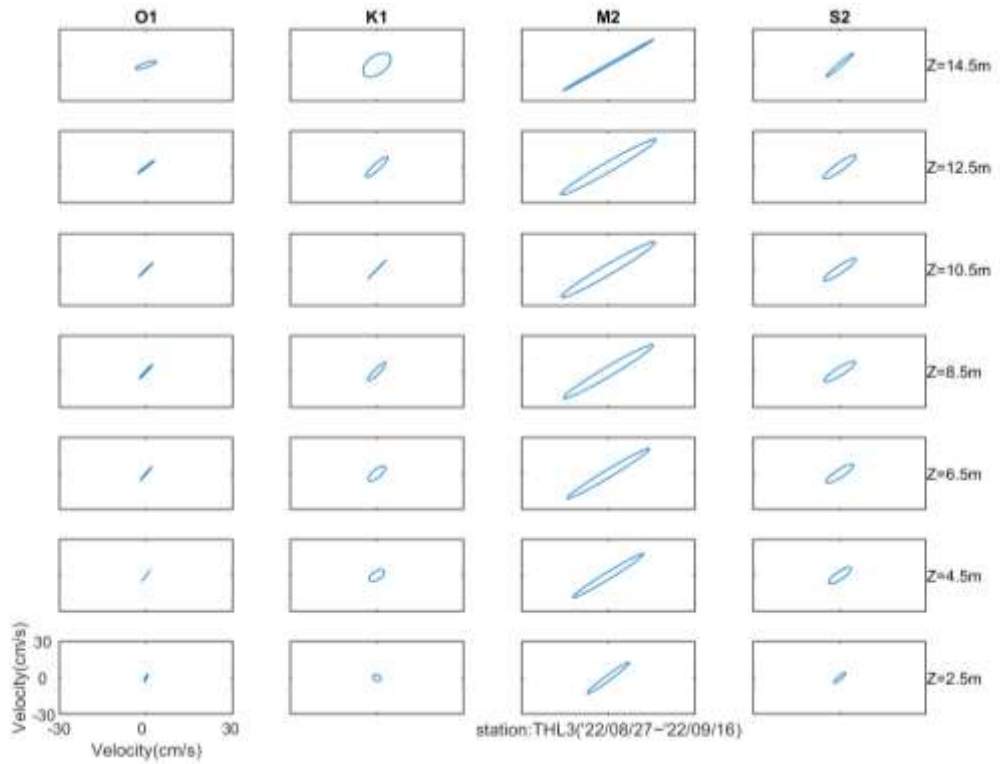 O1 K1 M2 S2
Z=14.5m
Z=12.5m
Z=10.5m
Z=8.5m
Z=6.5m
Z=4.5m
Z=2.5m
Velocity(cm/s)
30
0
-30
-30 0 30
Velocity(cm/s)
station:THL3('22/08/27~'22/09/16)